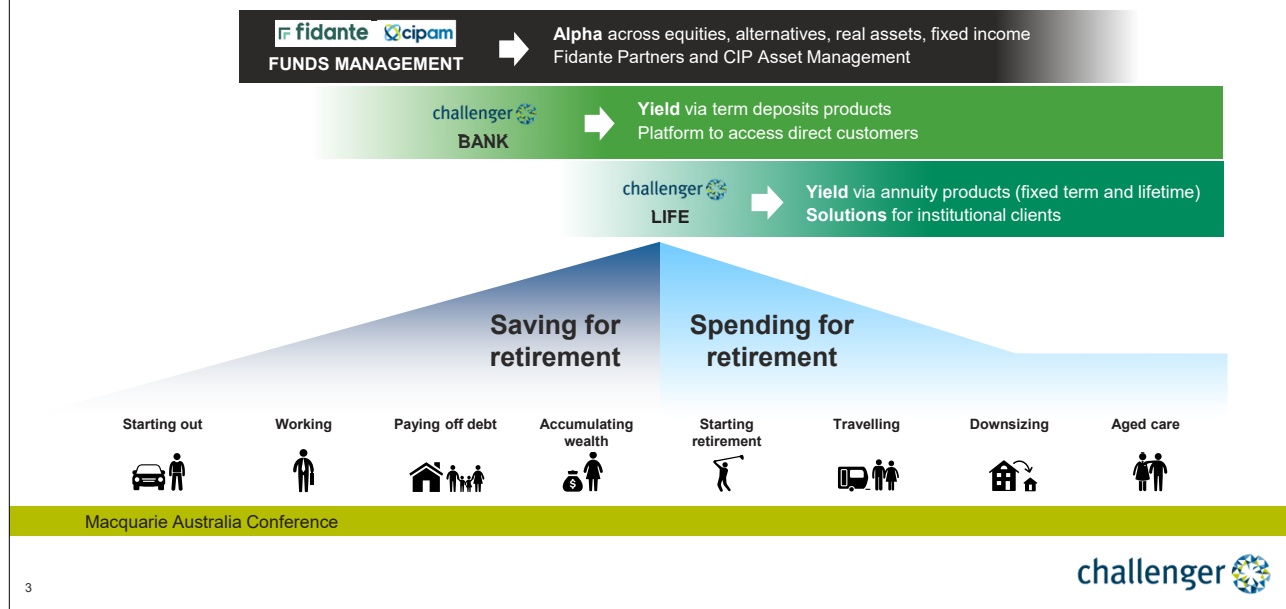 fidante cipam
FUNDS MANAGEMENT
Alpha across equities, alternatives, real assets, fixed income
Fidante Partners and CIP Asset Management
challenger
BANK
Yield via term deposits products
Platform to access direct customers
challenger
LIFE
Yield via annuity products (fixed term and lifetime)
Solutions for institutional clients
Saving for
retirement
Spending for
retirement
Starting out
Working
Paying off debt
Accumulating
wealth
Starting
retirement
Travelling
Downsizing
Aged care
$
Macquarie Australia Conference
challenger
3